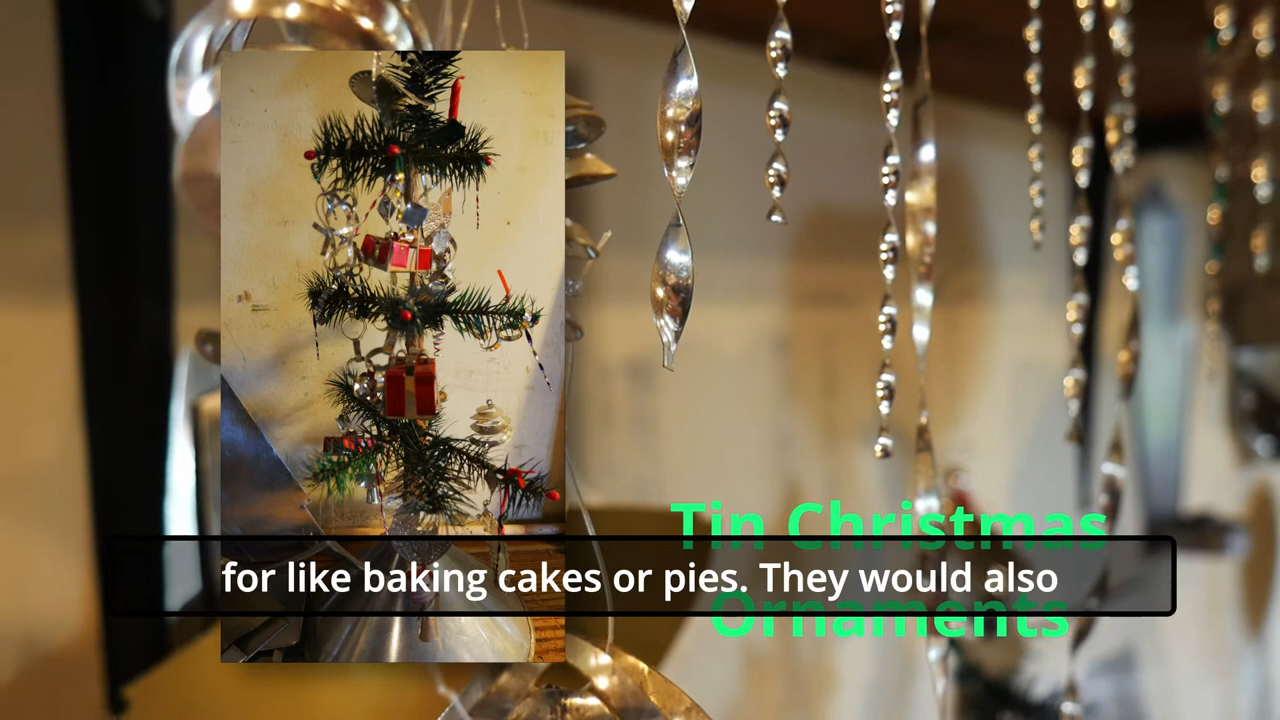 Tin Christmas
for like baking cakes or pies. They would also
Ornaments